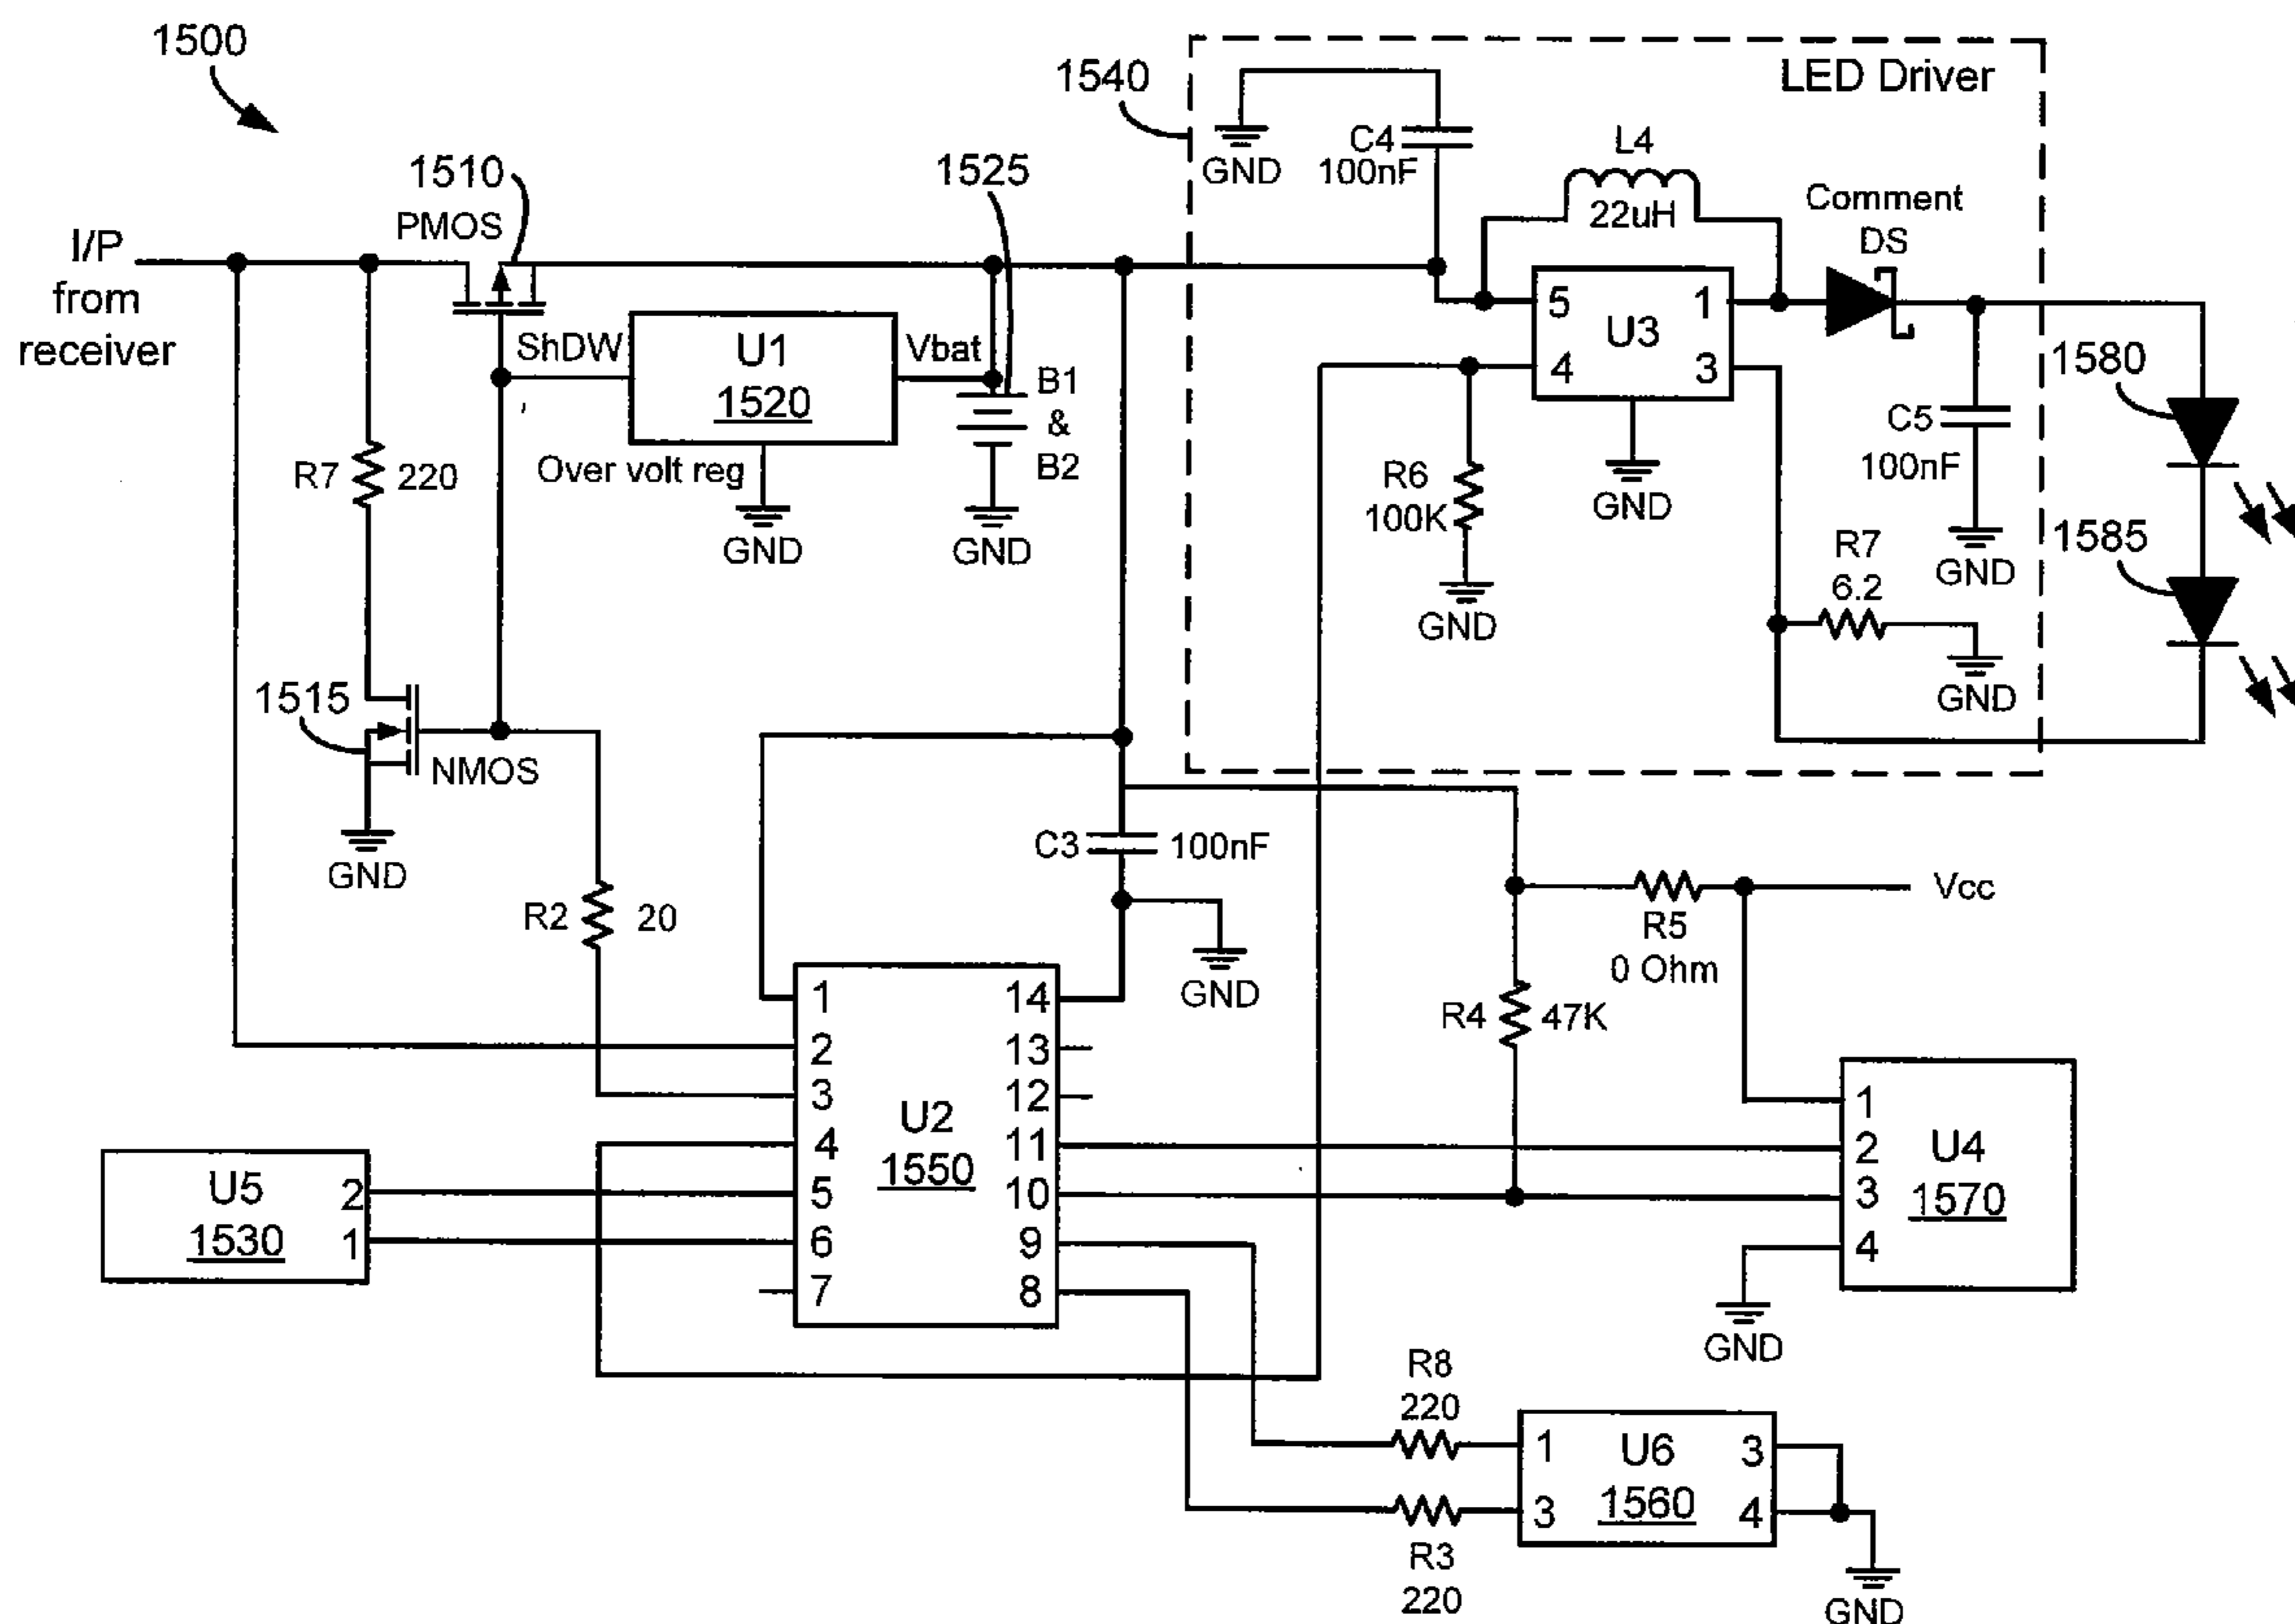 1500
1540
LED Driver
GND
C4
100nF
L4
22uH
Comment
DS
1510
PMOS
1525
I/P
from
receiver
ShDW
U1
1520
Vbat
Over volt reg
GND
B1
&
B2
GND
R7
220
5
1
U3
4
3
GND
R6
100K
GND
C5
100nF
GND
R7
6.2
GND
1580
1585
1515
NMOS
GND
R2
20
C3
100nF
GND
R5
0 Ohm
Vcc
R4
47K
U2
1550
1
2
3
4
5
6
7
14
13
12
11
10
9
8
U5
1530
2
1
U4
1570
1
2
3
4
GND
R8
220
R3
220
U6
1560
1
3
3
4
GND